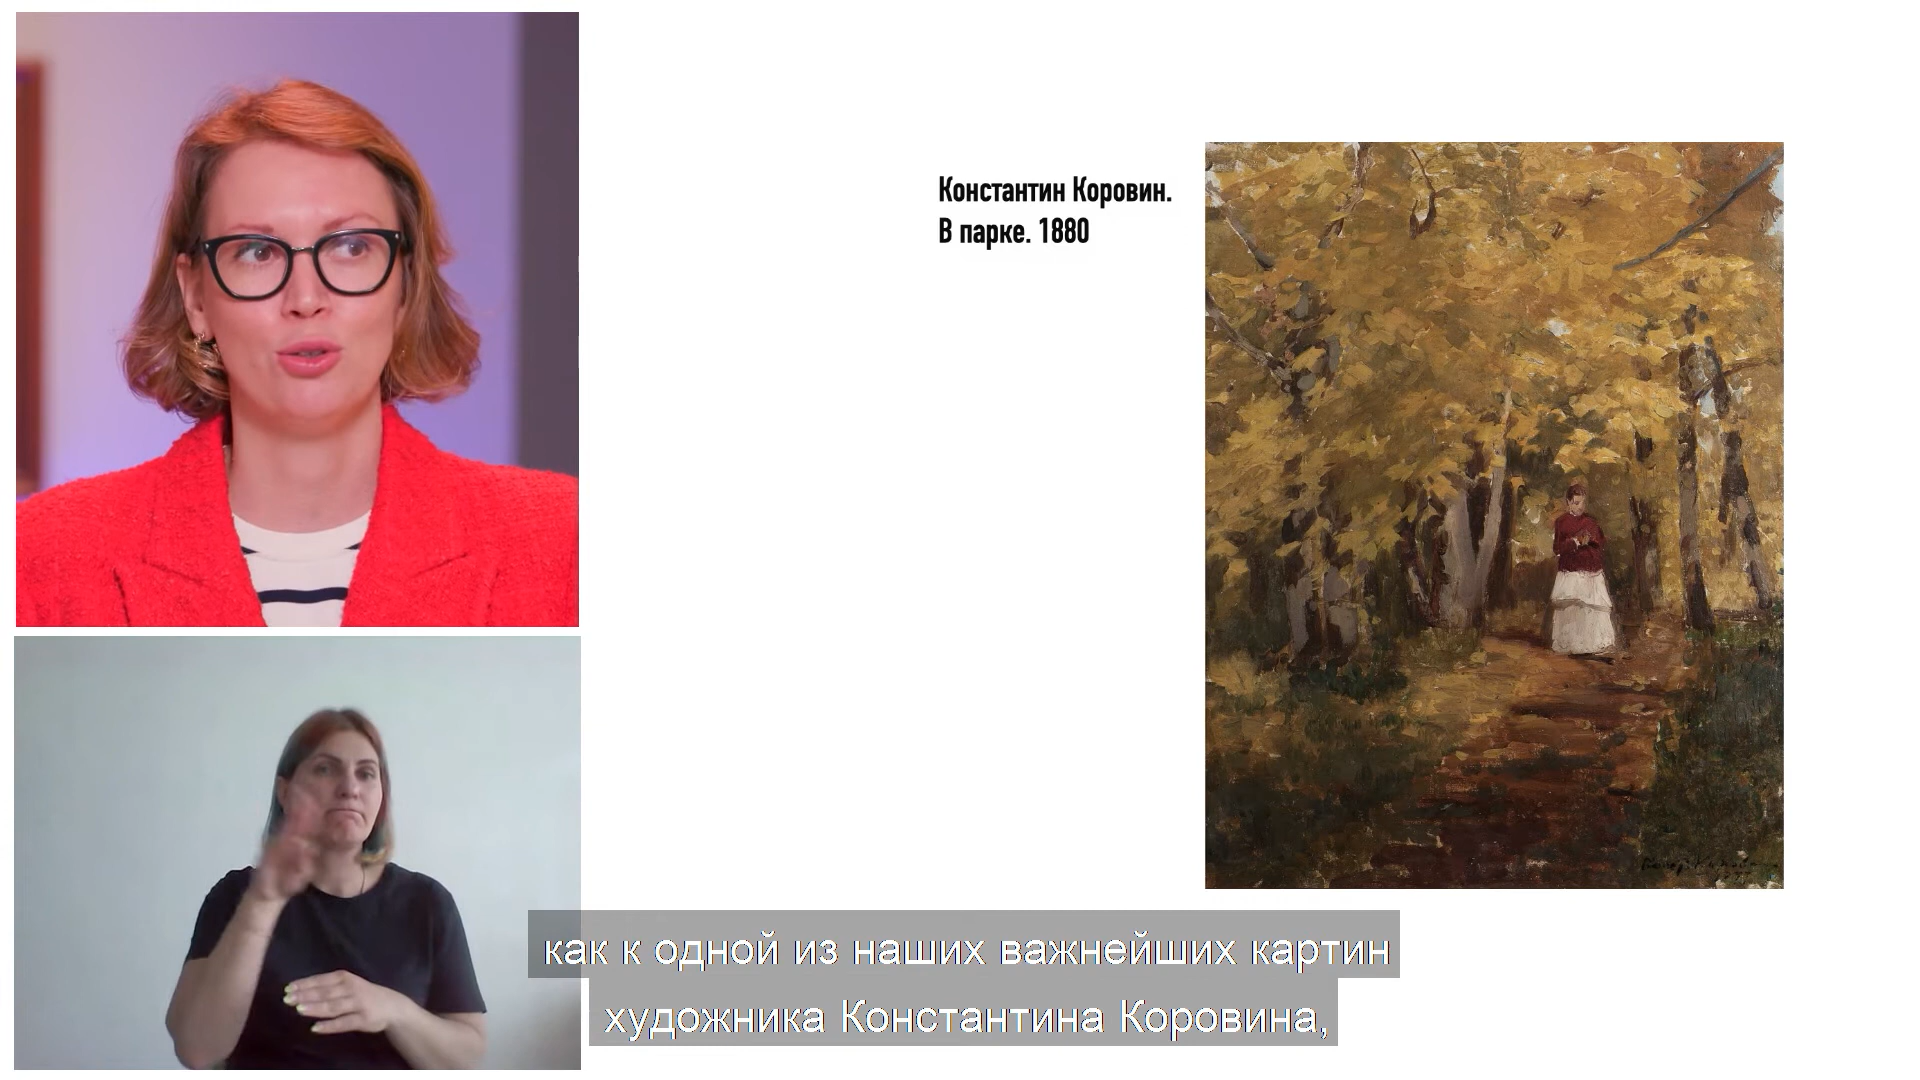 Константин Коровин.
В парке. 1880
как к одной из наших важнейших картин
художника Константина Коровина,